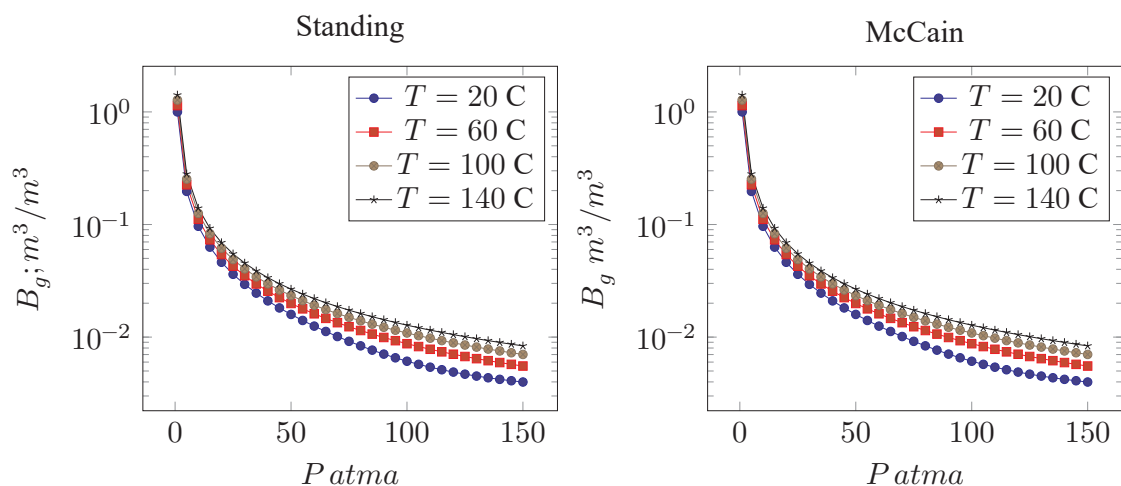 Standing
10^0
10^{-1}
10^{-2}
B_g; m^3/m^3
T = 20 C
T = 60 C
T = 100 C
T = 140 C
0 50 100 150
P atma
McCain
10^0
10^{-1}
10^{-2}
B_g m^3/m^3
T = 20 C
T = 60 C
T = 100 C
T = 140 C
0 50 100 150
P atma